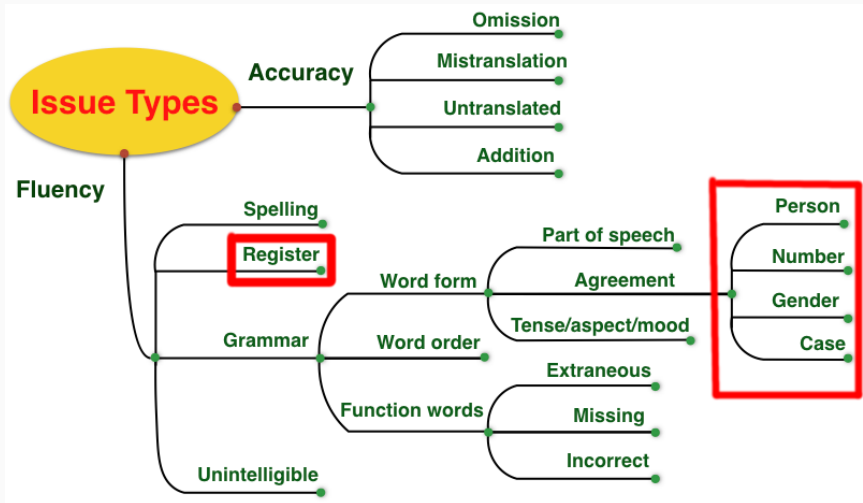 Issue Types
Accuracy
Omission
Mistranslation
Untranslated
Addition
Fluency
Spelling
Register
Grammar
Word form
Part of speech
Agreement
Person
Number
Gender
Case
Tense/aspect/mood
Word order
Function words
Extraneous
Missing
Incorrect
Unintelligible